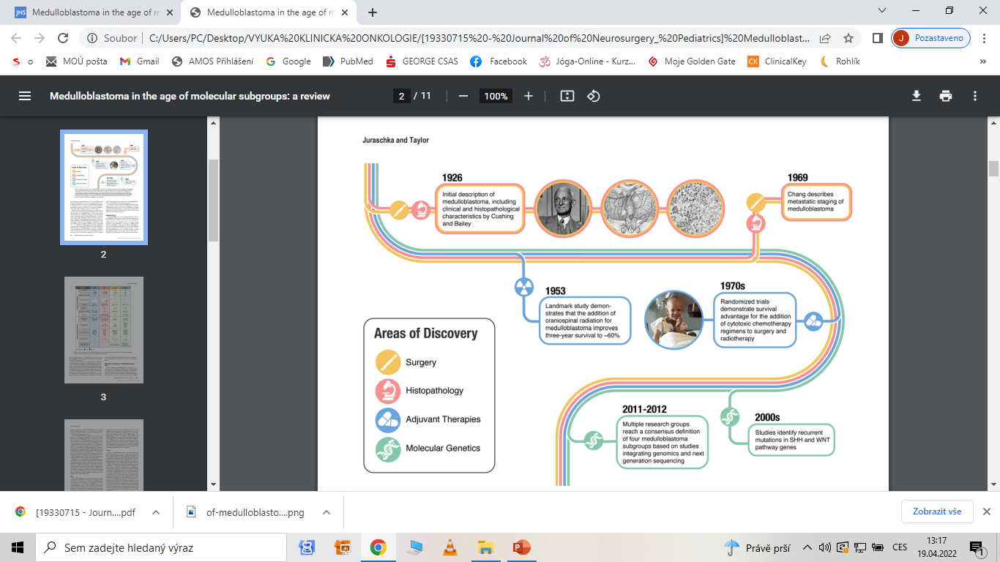 JNS Medulloblastoma in the age of m
Medulloblastoma in the age of m
Soubor C:/Users/PC/Desktop/VYUKA%20KLINICKA%20ONKOLOGIE/[19330715%20-%20Journal%20of%20Neurosurgery_%20Pediatrics]%20Medulloblast... J Pozastaveno
S o MOÚ pošta Gmail AMOS Přihlášení Google PubMed GEORGE CSAS Facebook Jóga-Online - Kurz... Moje Golden Gate CK ClinicalKey Rohlík »
Medulloblastoma in the age of molecular subgroups: a review 2 / 11 100%
2
3
Juraschka and Taylor
1926
Initial description of
medulloblastoma, including
clinical and histopathological
characteristics by Cushing
and Bailey
1969
Chang describes
metastatic staging of
medulloblastoma
1953
Landmark study demon-
strates that the addition of
craniospinal radiation for
medulloblastoma improves
three-year survival to ~60%
1970s
Randomized trials
demonstrate survival
advantage for the addition
of cytotoxic chemotherapy
regimens to surgery and
radiotherapy
Areas of Discovery
Surgery
Histopathology
Adjuvant Therapies
Molecular Genetics
2011-2012
Multiple research groups
reach a consensus definition
of four medulloblastoma
subgroups based on studies
integrating genomics and next
generation sequencing
2000s
Studies identify recurrent
mutations in SHH and WNT
pathway genes
[19330715 - Journ....pdf
of-medulloblasto....png
Zobrazit vše
Sem zadejte hledaný výraz
Právě prší
CES
13:17
19.04.2022
1